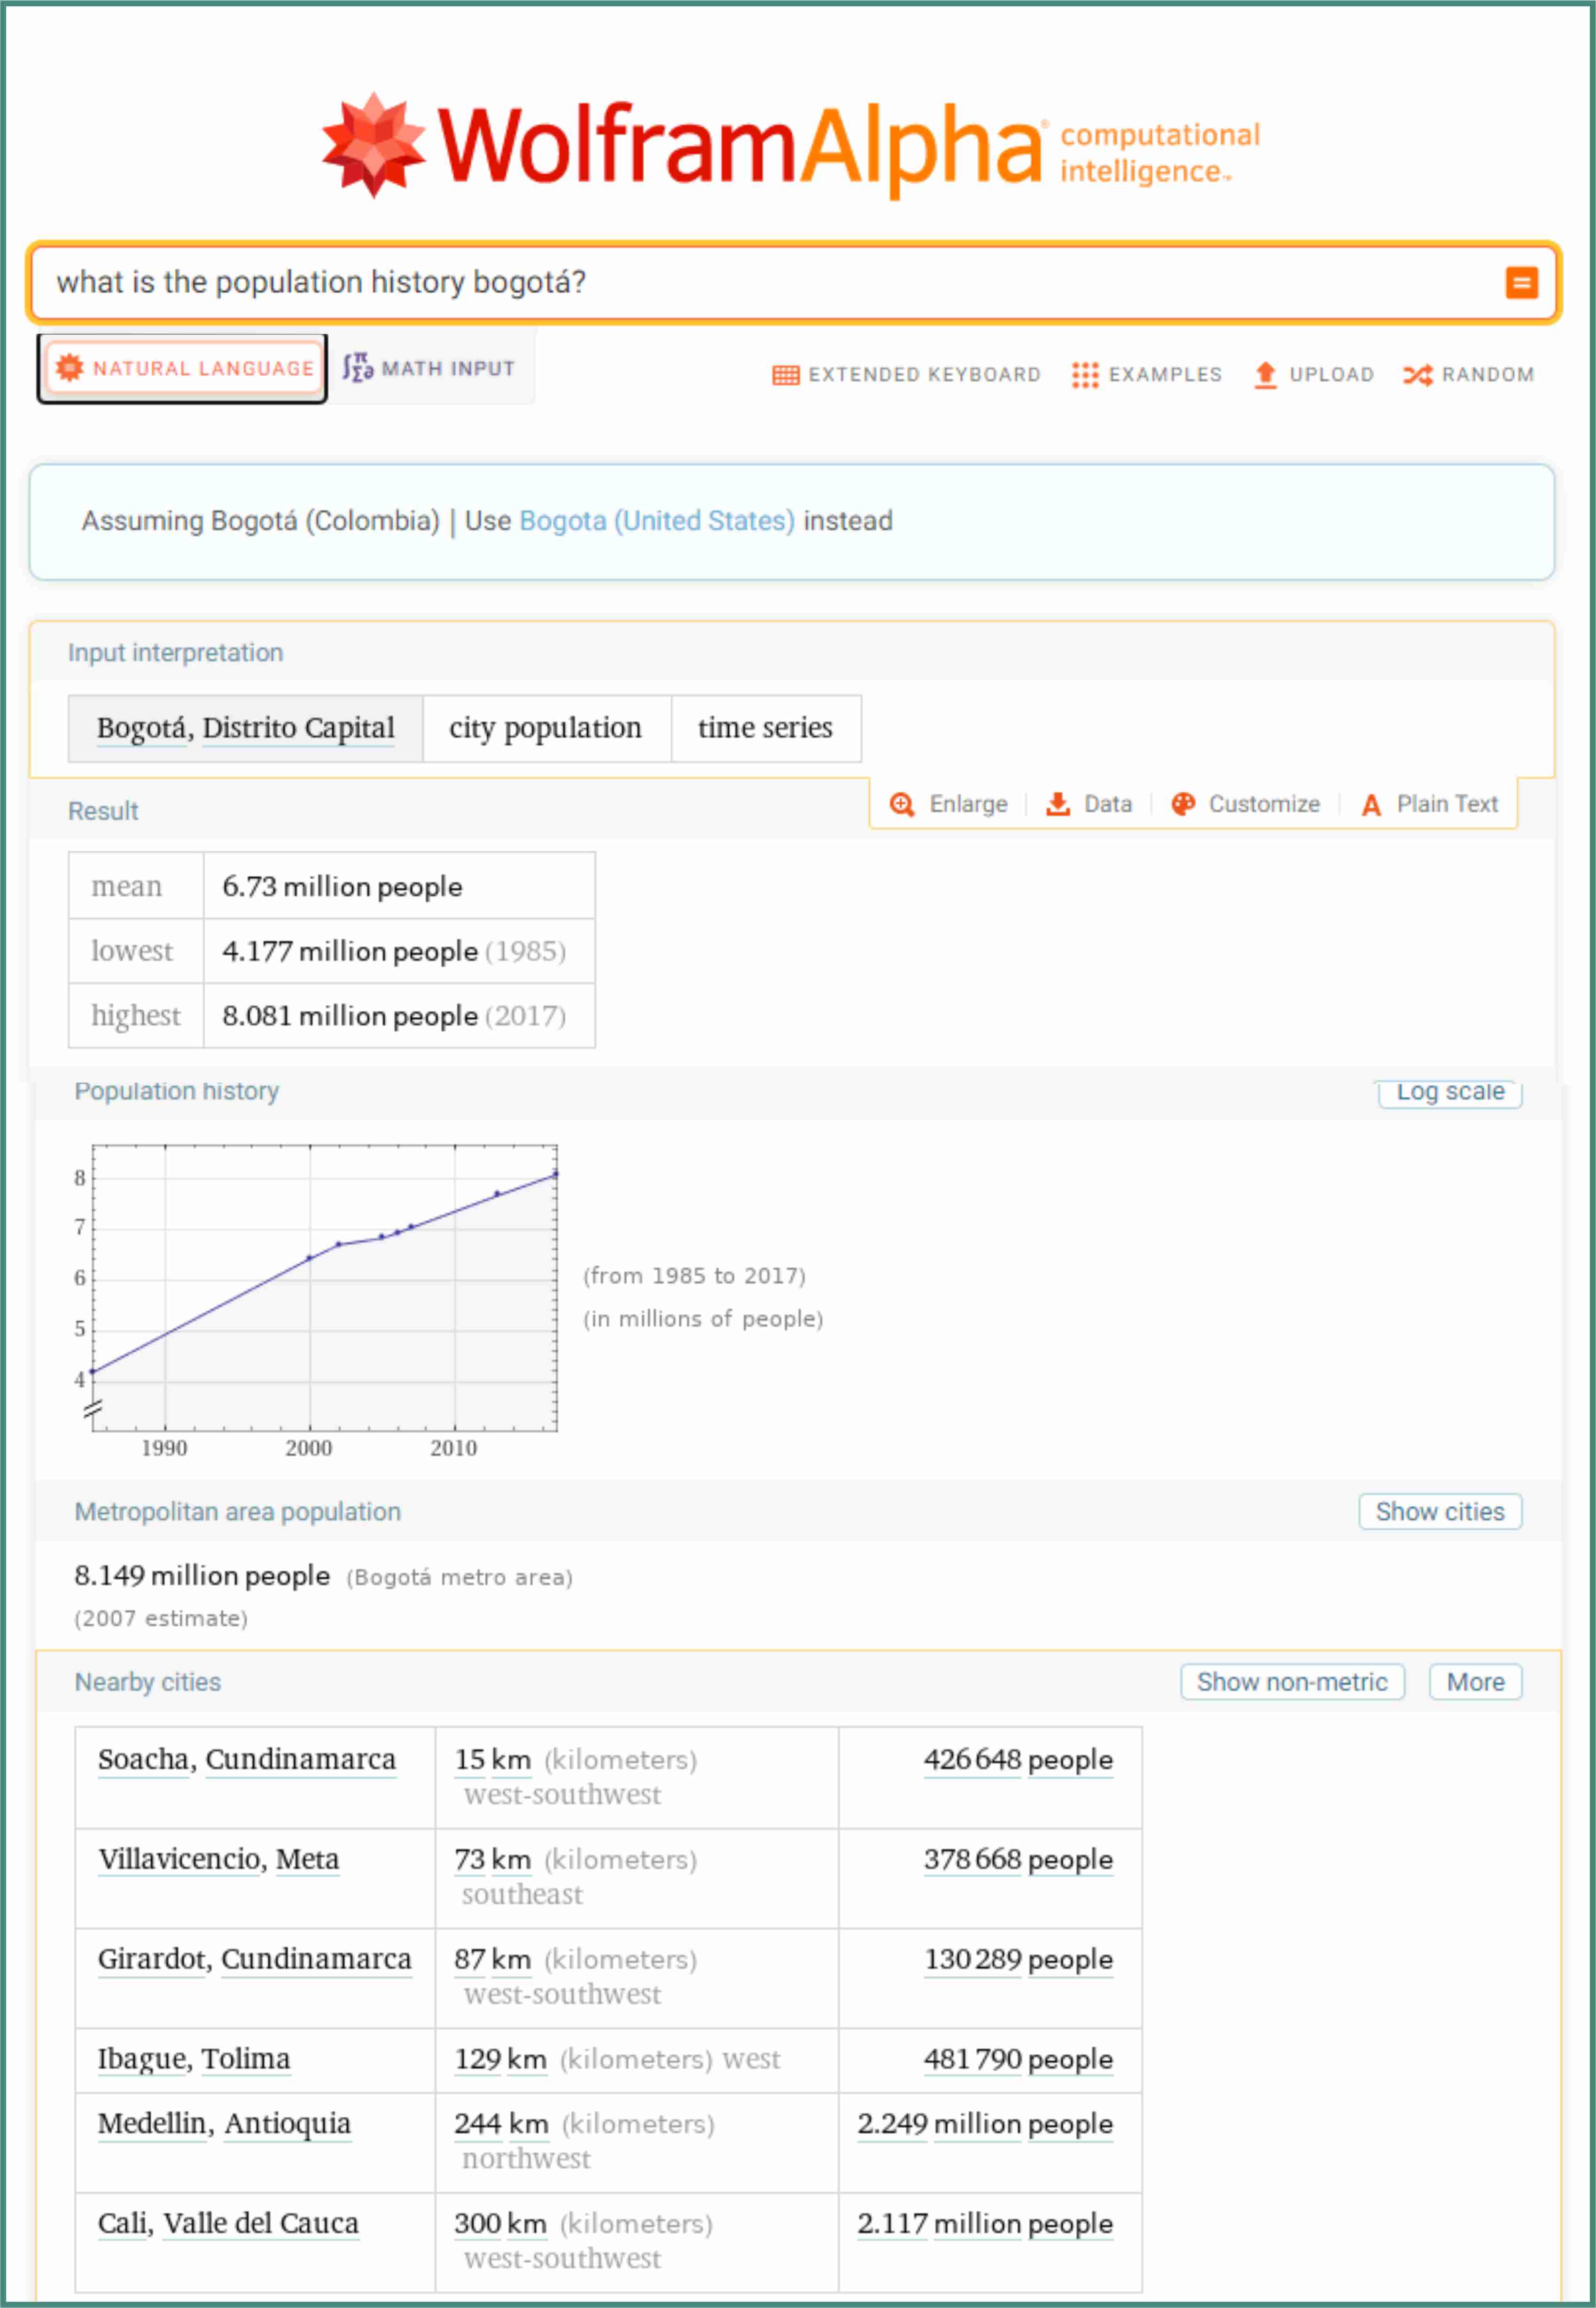 WolframAlpha® computational intelligence™
what is the population history bogotá?
NATURAL LANGUAGE MATH INPUT EXTENDED KEYBOARD EXAMPLES UPLOAD RANDOM
Assuming Bogotá (Colombia) | Use Bogota (United States) instead
Input interpretation
Bogotá, Distrito Capital city population time series
Result Enlarge Data Customize A Plain Text
mean 6.73 million people
lowest 4.177 million people (1985)
highest 8.081 million people (2017)
Population history Log scale
8
7
6
5
4
1990 2000 2010
(from 1985 to 2017)
(in millions of people)
Metropolitan area population Show cities
8.149 million people (Bogotá metro area)
(2007 estimate)
Nearby cities Show non-metric More
Soacha, Cundinamarca 15 km (kilometers) 426 648 people
west-southwest
Villavicencio, Meta 73 km (kilometers) 378 668 people
southeast
Girardot, Cundinamarca 87 km (kilometers) 130 289 people
west-southwest
Ibague, Tolima 129 km (kilometers) west 481 790 people
Medellin, Antioquia 244 km (kilometers) 2.249 million people
northwest
Cali, Valle del Cauca 300 km (kilometers) 2.117 million people
west-southwest